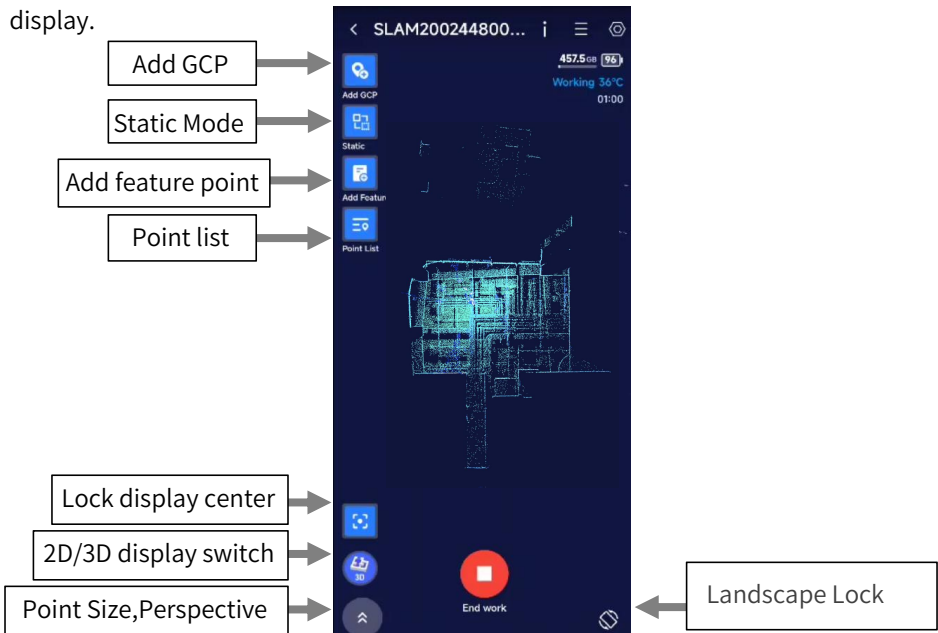 display.
SLAM200244800...
Add GCP
457.5 GB 96
Working 36°C
01:00
Add GCP
Static Mode
Static
Add feature point
Add Featur
Point list
Point List
Lock display center
2D/3D display switch
3D
Point Size,Perspective
End work
Landscape Lock